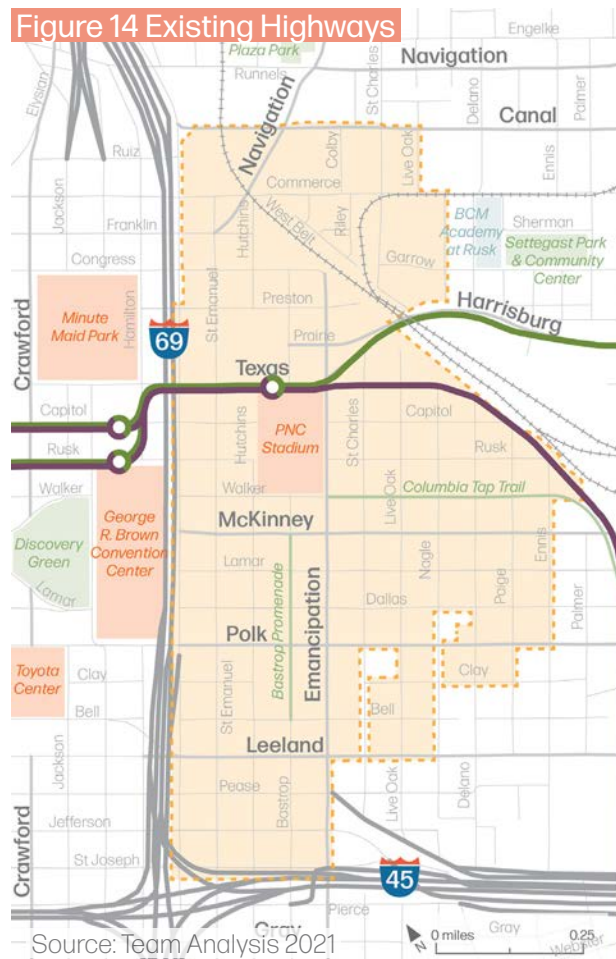 Figure 14 Existing Highways
Engelke
Plaza Park
Navigation
Runnels
St Charles
Delano
Palmer
Elysian
Navigation
Canal
Colby
Live Oak
Ennis
Ruiz
Commerce
Jackson
Hutchins
West Belt
Riley
BCM
Academy
at Rusk
Sherman
Settegast Park
& Community
Center
Franklin
Congress
Garrow
St Emanuel
Preston
Harrisburg
Minute
Maid Park
Hamilton
Crawford
69
Praine
Texas
Capitol
Capitol
Hutchins
PNC
Stadium
St Charles
Rusk
Rusk
Walker
Walker
Live Oak
Columbia Tap Trail
George
R. Brown
Convention
Center
McKinney
Discovery
Green
Lamar
Lamar
Bastrop Promenade
Emancipation
Nagle
Ennis
Dallas
Paige
Palmer
Polk
Toyota
Center
Clay
Clay
St Emanuel
Bell
Bell
Leeland
Jackson
Pease
Bastrop
Live Oak
Delano
Crawford
Jefferson
St Joseph
45
Pierce
Gray
Gray
Webster
N
0 miles 0.25
Source: Team Analysis 2021